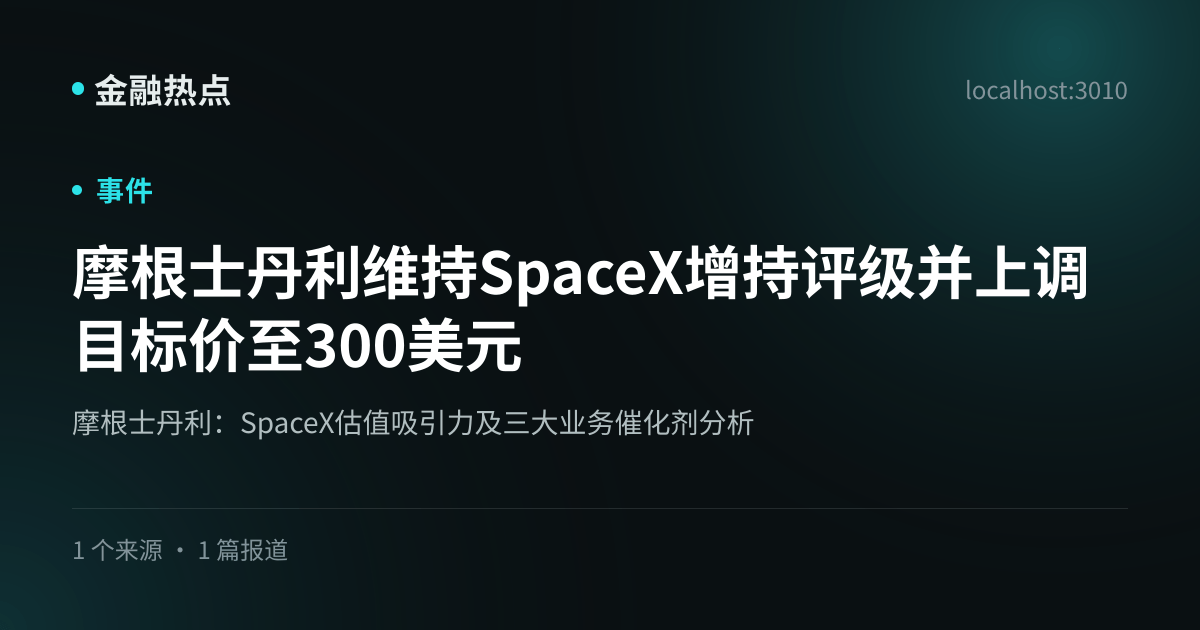 金融热点
localhost:3010
事件
摩根士丹利维持SpaceX增持评级并上调
目标价至300美元
摩根士丹利：SpaceX估值吸引力及三大业务催化剂分析
1 个来源 · 1 篇报道